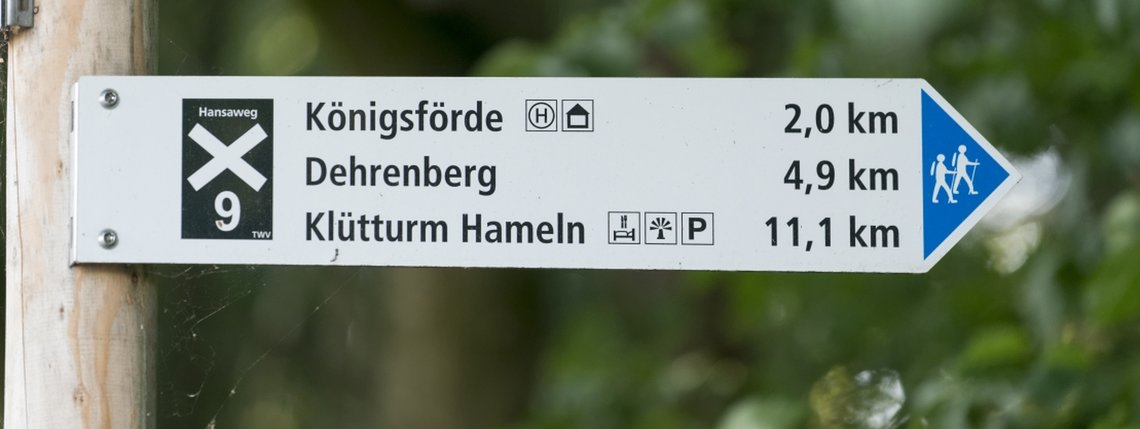 Hansaweg
9
TWV
Königsförde H 2,0 km
Dehrenberg 4,9 km
Klütturm Hameln P 11,1 km